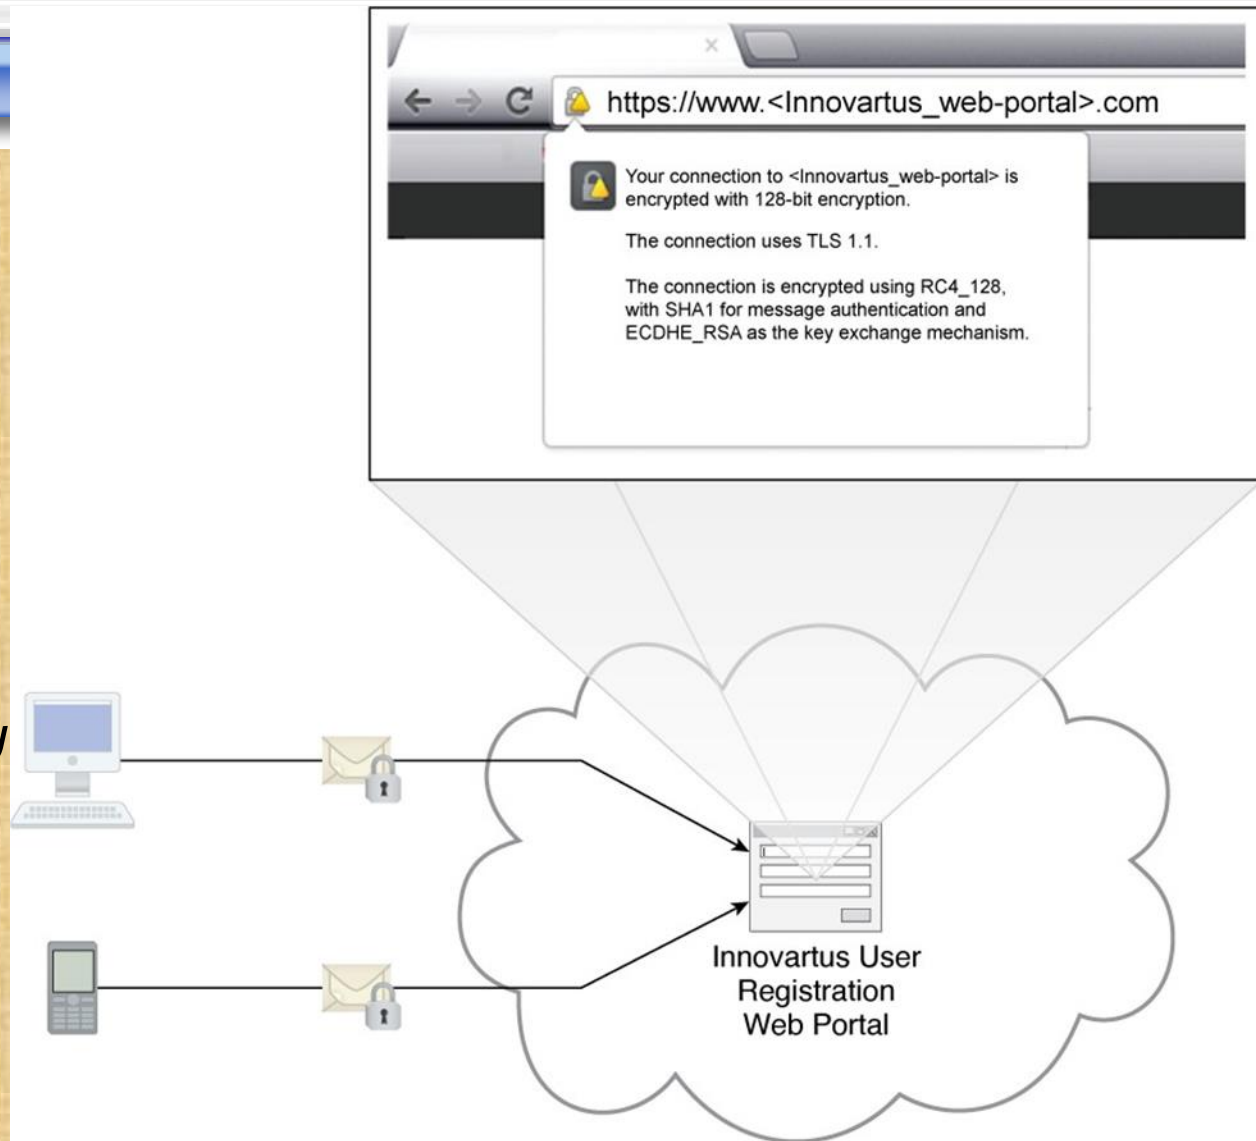 https://www.<Innovartus_web-portal>.com
Your connection to <Innovartus_web-portal> is
encrypted with 128-bit encryption.
The connection uses TLS 1.1.
The connection is encrypted using RC4_128,
with SHA1 for message authentication and
ECDHE_RSA as the key exchange mechanism.
Innovartus User
Registration
Web Portal